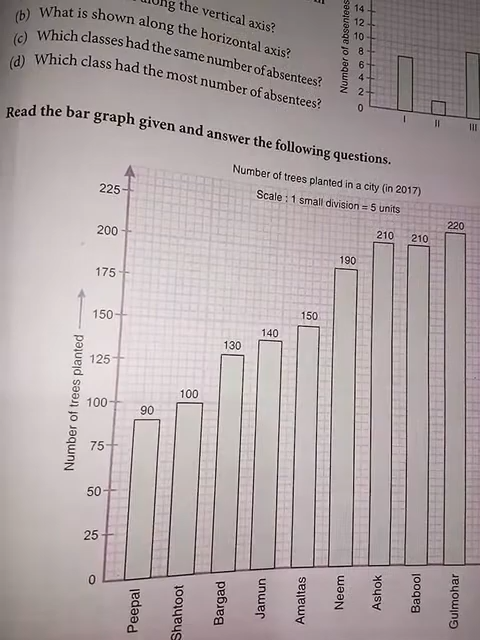 along the vertical axis?
(b) What is shown along the horizontal axis?
(c) Which classes had the same number of absentees?
(d) Which class had the most number of absentees?
Number of absentees
14
12
10
8
6
4
2
0
I
II
III
Read the bar graph given and answer the following questions.
Number of trees planted in a city (in 2017)
Scale : 1 small division = 5 units
Number of trees planted
225
200
175
150
125
100
75
50
25
0
90
100
130
140
150
190
210
210
220
Peepal
Shahtoot
Bargad
Jamun
Amaltas
Neem
Ashok
Babool
Gulmohar